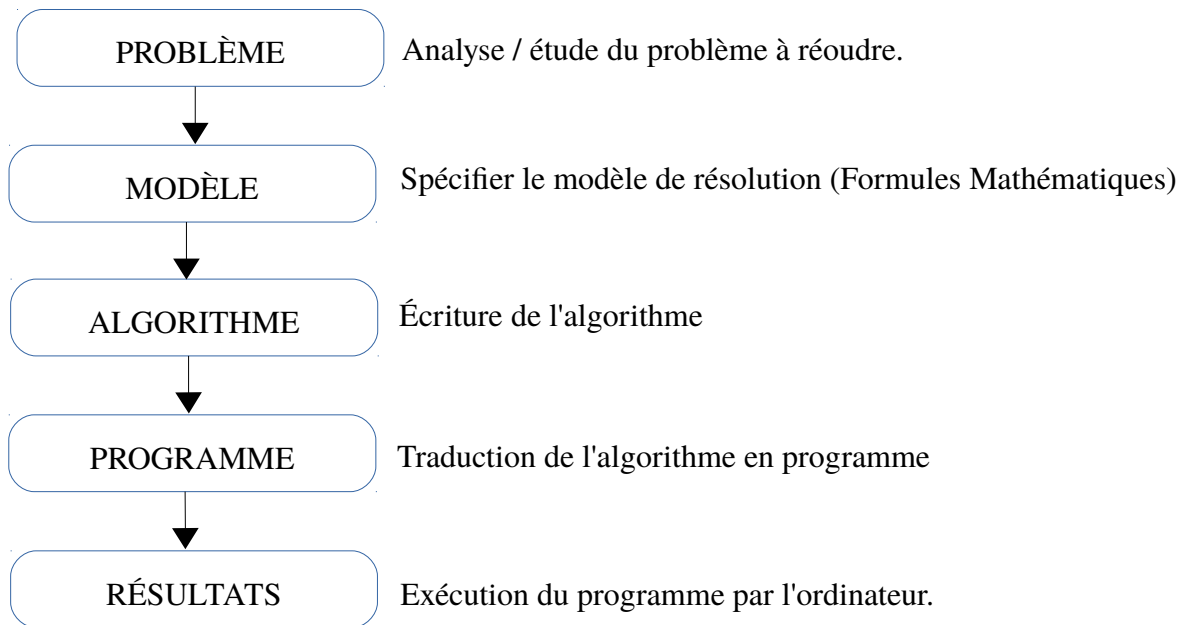 PROBLÈME Analyse / étude du problème à réoudre.
MODÈLE Spécifier le modèle de résolution (Formules Mathématiques)
ALGORITHME Écriture de l'algorithme
PROGRAMME Traduction de l'algorithme en programme
RÉSULTATS Exécution du programme par l'ordinateur.